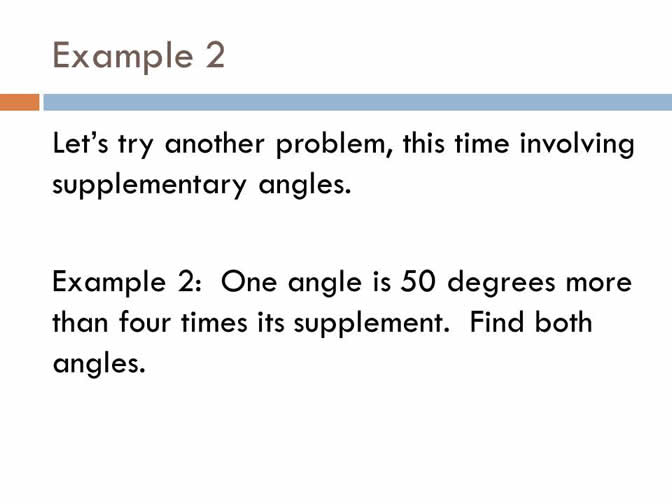 Example 2
Let’s try another problem, this time involving
supplementary angles.
Example 2:  One angle is 50 degrees more
than four times its supplement.  Find both
angles.